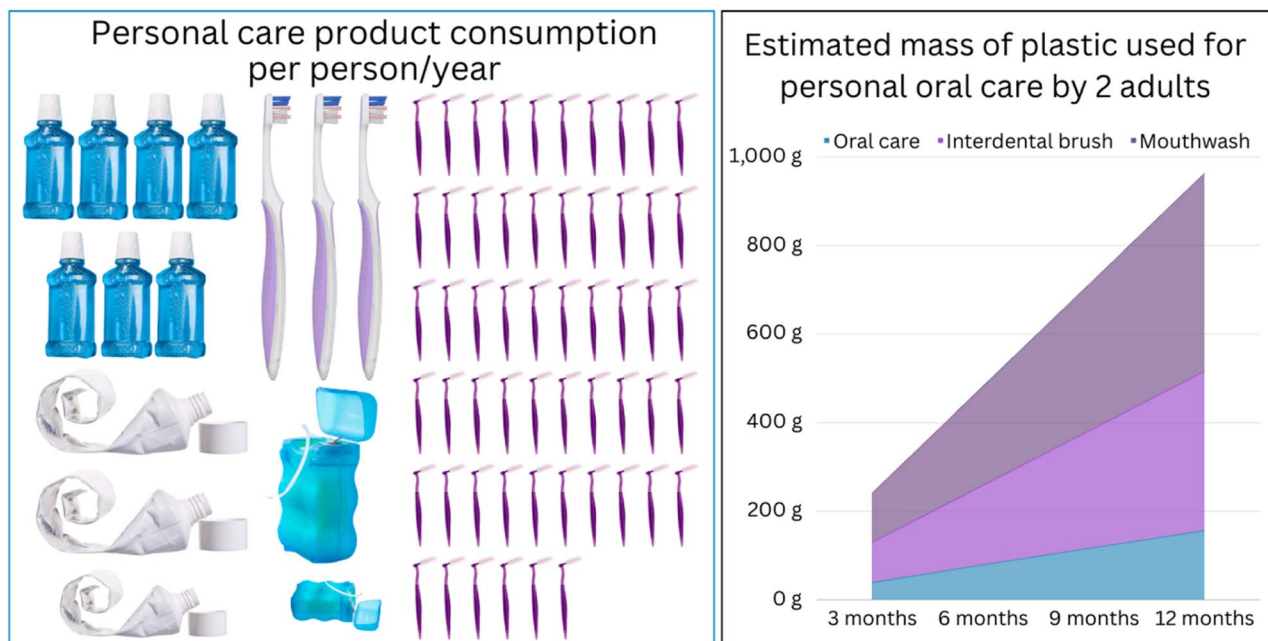 Personal care product consumption
per person/year
Estimated mass of plastic used for
personal oral care by 2 adults
Oral care Interdental brush Mouthwash
1,000 g
800 g
600 g
400 g
200 g
0 g
3 months 6 months 9 months 12 months